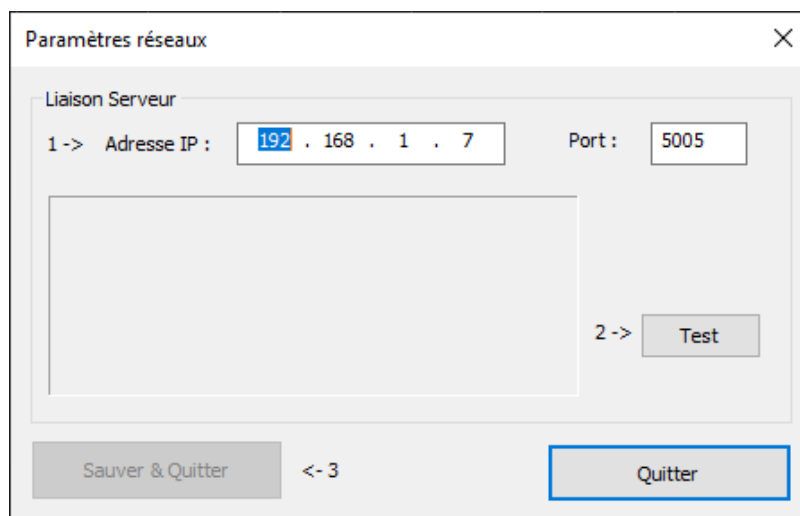 Paramètres réseaux
Liaison Serveur
1 -> Adresse IP : 192 . 168 . 1 . 7 Port : 5005
2 -> Test
Sauver & Quitter <- 3 Quitter